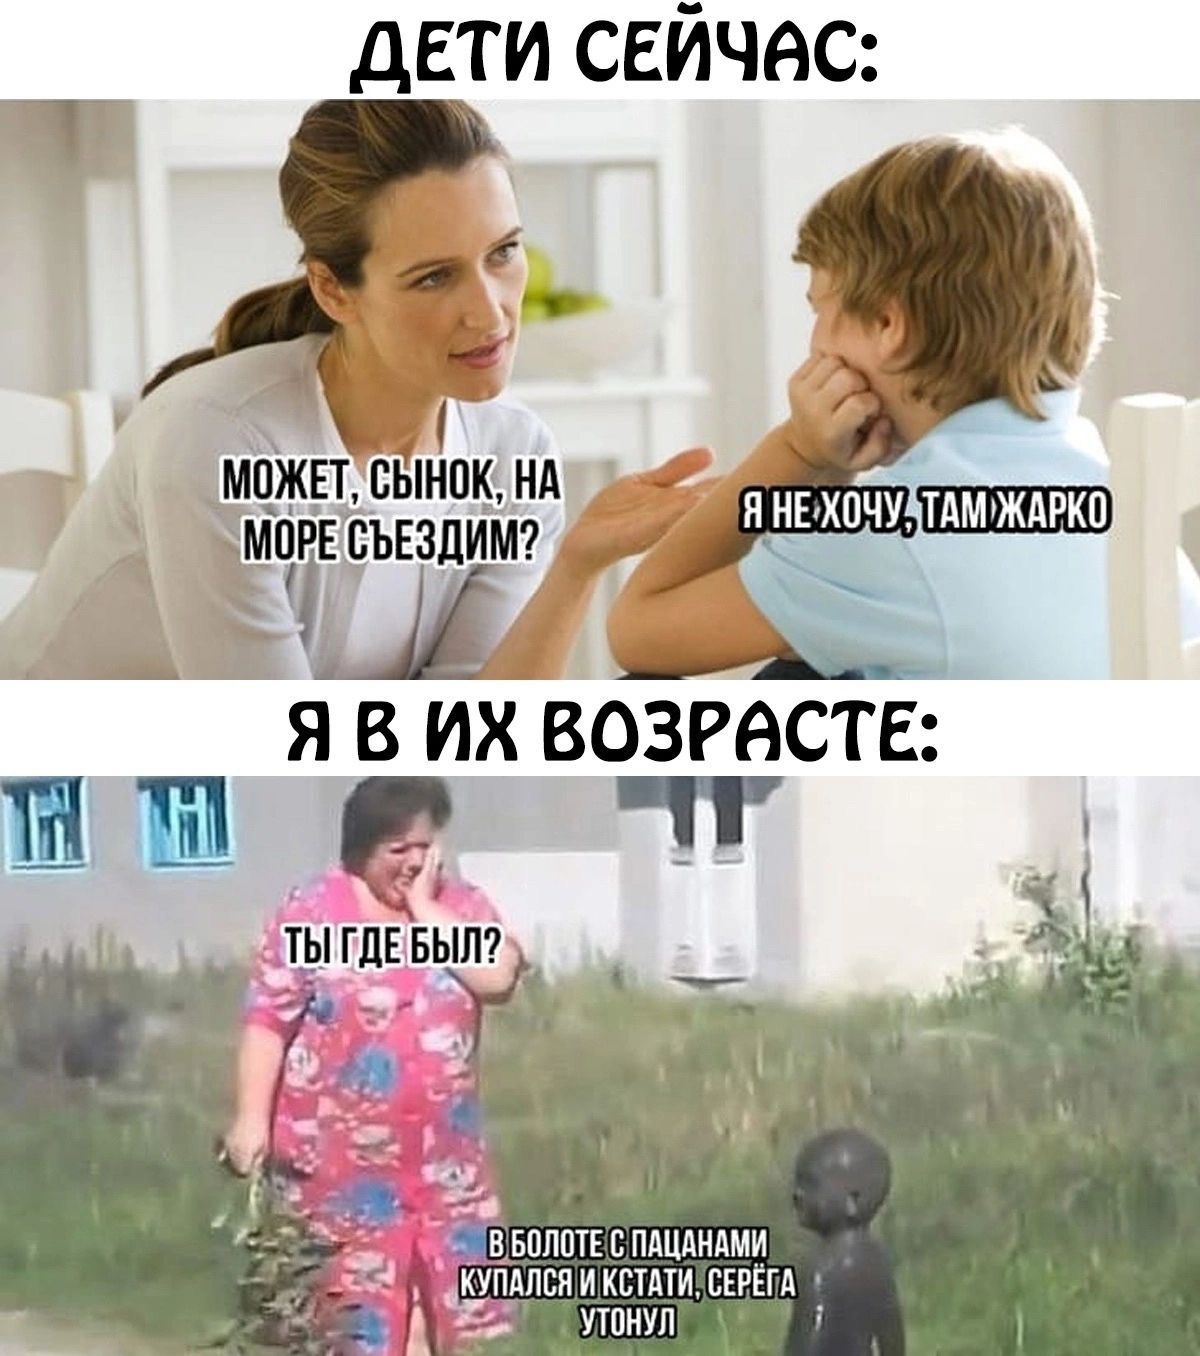 ДЕТИ СЕЙЧАС:
МОЖЕТ, СЫНОК, НА
МОРЕ СЪЕЗДИМ?
Я НЕ ХОЧУ, ТАМ ЖАРКО
Я В ИХ ВОЗРАСТЕ:
ТЫ ГДЕ БЫЛ?
В БОЛОТЕ С ПАЦАНАМИ
КУПАЛСЯ И КСТАТИ, СЕРЁГА
УТОНУЛ